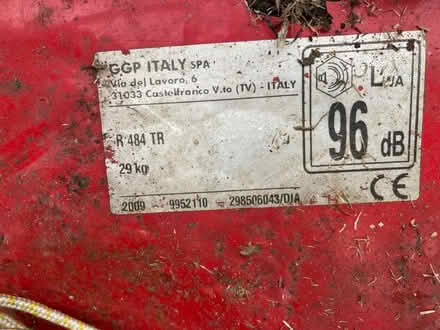 GGP ITALY SPA
Via del Lavoro, 6
31033 Castelfranco V.to (TV) - ITALY
R 484 TR
29 kg
2009 - 9952110 - 298506043/DIA
L
96 dB
CE